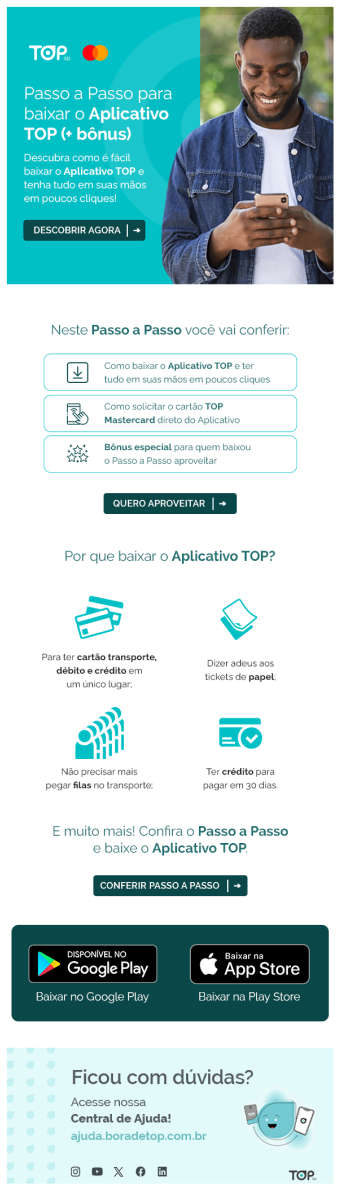 TOP sp
Passo a Passo para
baixar o Aplicativo
TOP (+ bônus)
Descubra como é fácil
baixar o Aplicativo TOP e
tenha tudo em suas mãos
em poucos cliques!
DESCOBRIR AGORA | ➔
Neste Passo a Passo você vai conferir:
Como baixar o Aplicativo TOP e ter
tudo em suas mãos em poucos cliques
Como solicitar o cartão TOP
Mastercard direto do Aplicativo
Bônus especial para quem baixou
o Passo a Passo aproveitar
QUERO APROVEITAR | ➔
Por que baixar o Aplicativo TOP?
Para ter cartão transporte,
débito e crédito em
um único lugar;
Dizer adeus aos
tickets de papel;
Não precisar mais
pegar filas no transporte;
Ter crédito para
pagar em 30 dias.
E muito mais! Confira o Passo a Passo
e baixe o Aplicativo TOP.
CONFERIR PASSO A PASSO | ➔
DISPONÍVEL NO
Google Play
Baixar no Google Play
Baixar na
App Store
Baixar na Play Store
Ficou com dúvidas?
Acesse nossa
Central de Ajuda!
ajuda.boradetop.com.br
TOP